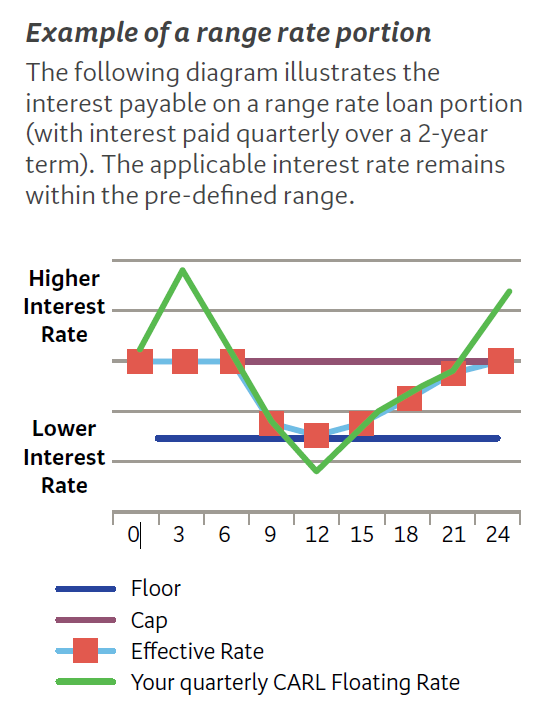 Example of a range rate portion
The following diagram illustrates the
interest payable on a range rate loan portion
(with interest paid quarterly over a 2-year
term). The applicable interest rate remains
within the pre-defined range.
Higher
Interest
Rate
Lower
Interest
Rate
0 3 6 9 12 15 18 21 24
Floor
Cap
Effective Rate
Your quarterly CARL Floating Rate